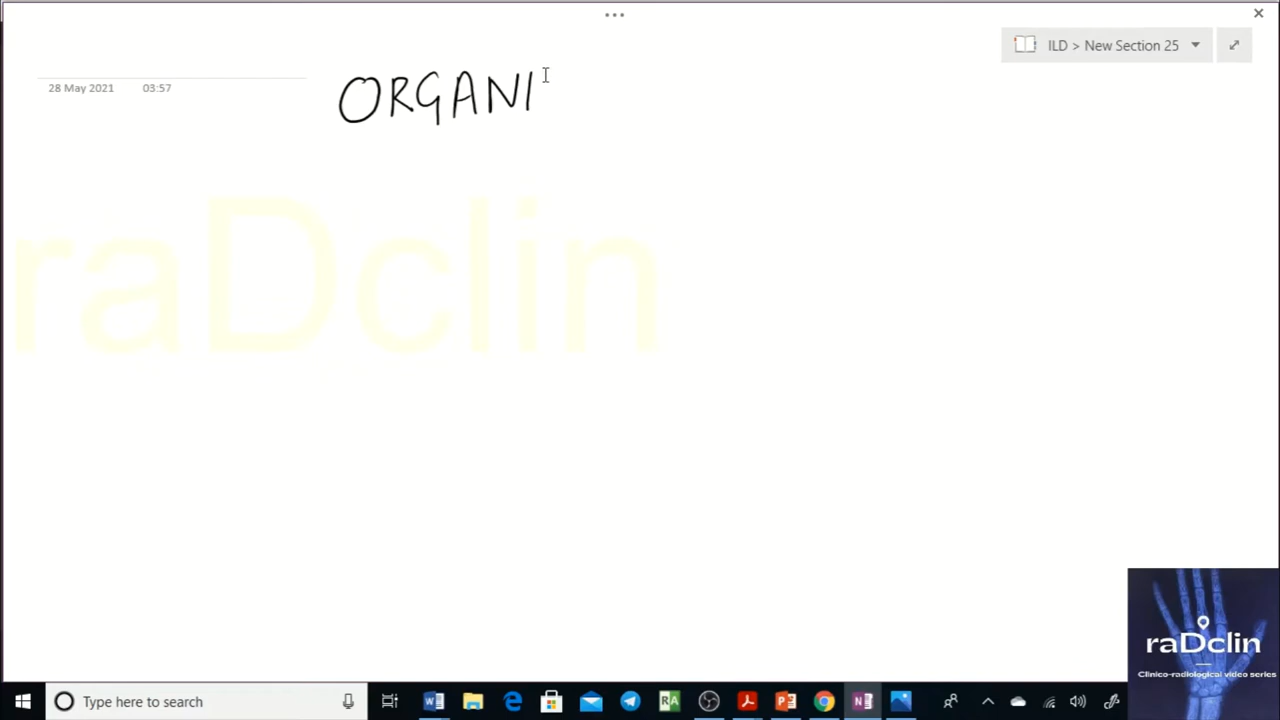 ILD > New Section 25
28 May 2021 03:57
ORGANI
raDclin
raDclin
Clinico-radiological video series
Type here to search